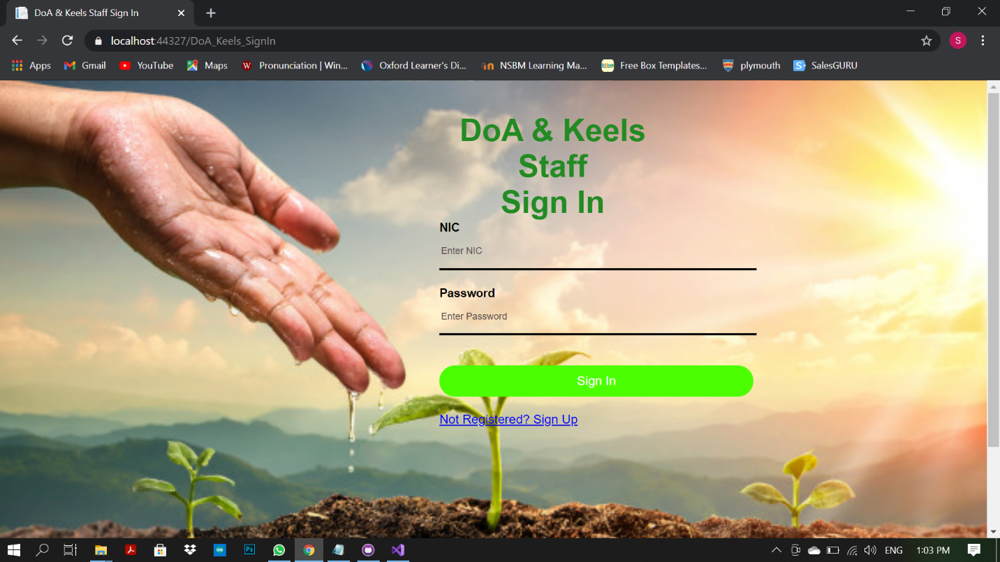 DoA & Keels Staff Sign In
localhost:44327/DoA_Keels_SignIn
S
Apps Gmail YouTube Maps W Pronunciation | Win... Oxford Learner's Di... NSBM Learning Ma... Free Box Templates... plymouth S SalesGURU
DoA & Keels
Staff
Sign In
NIC
Enter NIC
Password
Enter Password
Sign In
Not Registered? Sign Up
Ps ENG 1:03 PM